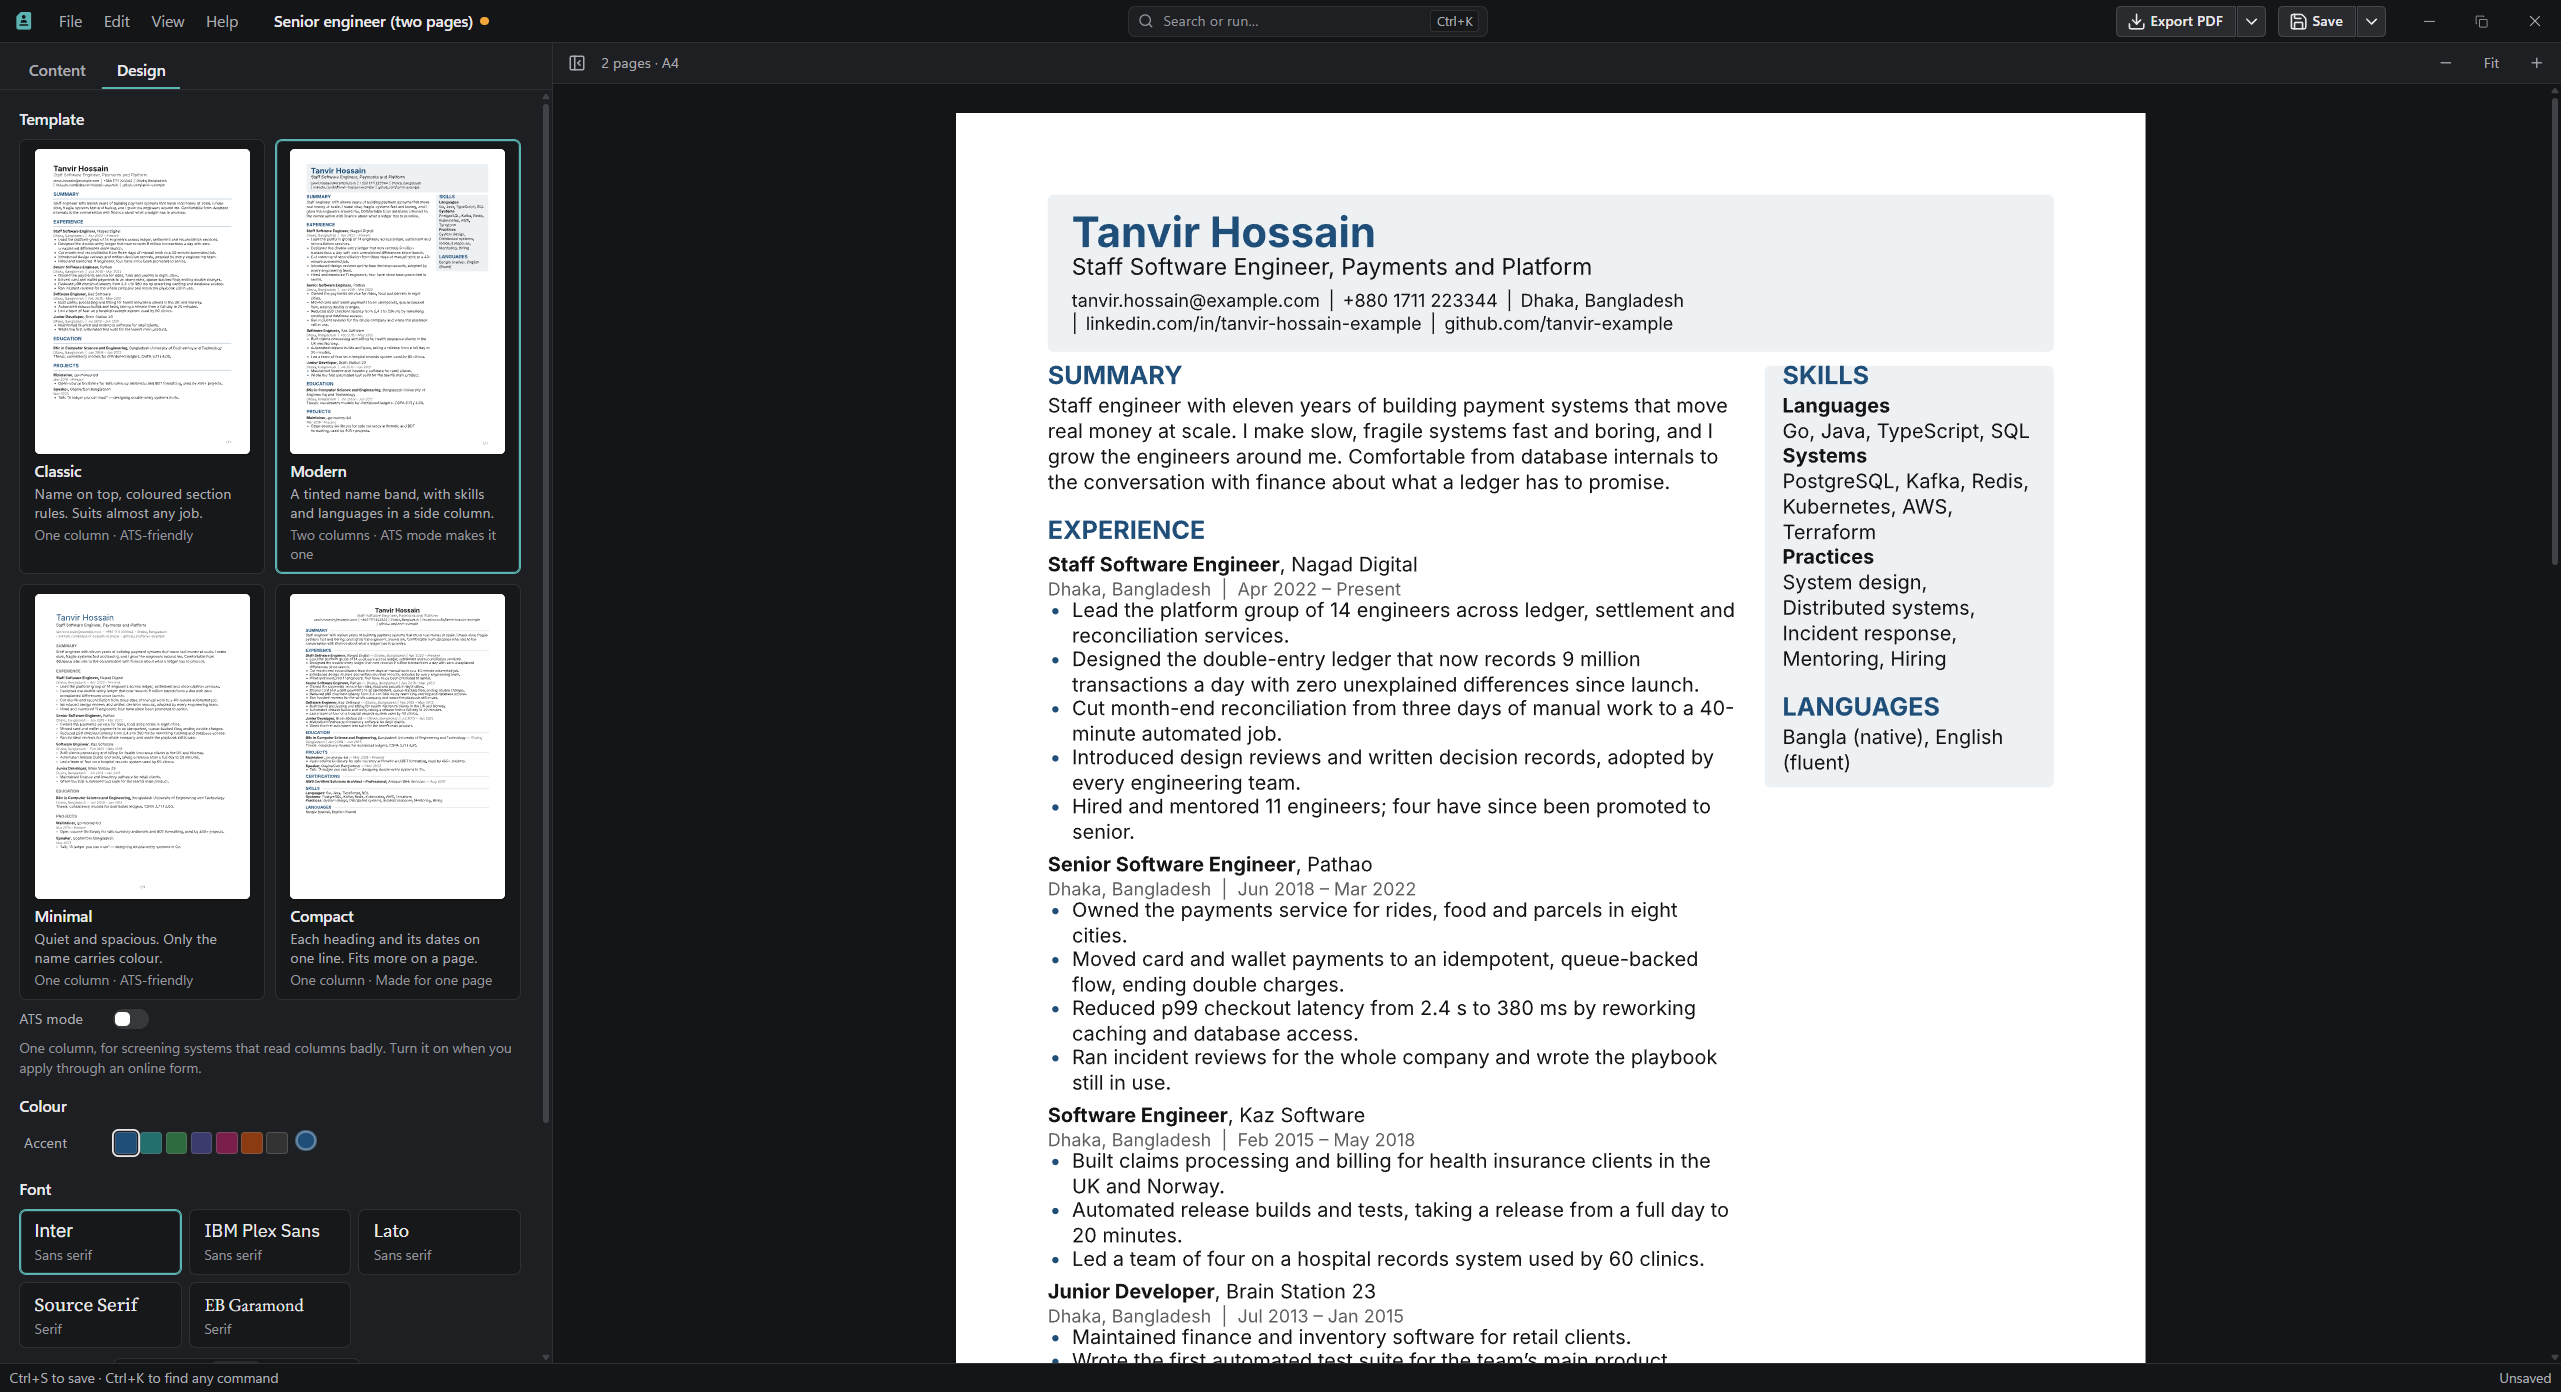 File Edit View Help Senior engineer (two pages)
Search or run... Ctrl+K
Export PDF
Save
Content Design
2 pages · A4
Fit
Template
Classic
Name on top, coloured section
rules. Suits almost any job.
One column · ATS-friendly
Modern
A tinted name band, with skills
and languages in a side column.
Two columns · ATS mode makes it
one
Minimal
Quiet and spacious. Only the
name carries colour.
One column · ATS-friendly
Compact
Each heading and its dates on
one line. Fits more on a page.
One column · Made for one page
ATS mode
One column, for screening systems that read columns badly. Turn it on when you
apply through an online form.
Colour
Accent
Font
Inter
Sans serif
IBM Plex Sans
Sans serif
Lato
Sans serif
Source Serif
Serif
EB Garamond
Serif
Tanvir Hossain
Staff Software Engineer, Payments and Platform
tanvir.hossain@example.com | +880 1711 223344 | Dhaka, Bangladesh
| linkedin.com/in/tanvir-hossain-example | github.com/tanvir-example
SUMMARY
Staff engineer with eleven years of building payment systems that move
real money at scale. I make slow, fragile systems fast and boring, and I
grow the engineers around me. Comfortable from database internals to
the conversation with finance about what a ledger has to promise.
EXPERIENCE
Staff Software Engineer, Nagad Digital
Dhaka, Bangladesh | Apr 2022 – Present
• Lead the platform group of 14 engineers across ledger, settlement and
reconciliation services.
• Designed the double-entry ledger that now records 9 million
transactions a day with zero unexplained differences since launch.
• Cut month-end reconciliation from three days of manual work to a 40-
minute automated job.
• Introduced design reviews and written decision records, adopted by
every engineering team.
• Hired and mentored 11 engineers; four have since been promoted to
senior.
Senior Software Engineer, Pathao
Dhaka, Bangladesh | Jun 2018 – Mar 2022
• Owned the payments service for rides, food and parcels in eight
cities.
• Moved card and wallet payments to an idempotent, queue-backed
flow, ending double charges.
• Reduced p99 checkout latency from 2.4 s to 380 ms by reworking
caching and database access.
• Ran incident reviews for the whole company and wrote the playbook
still in use.
Software Engineer, Kaz Software
Dhaka, Bangladesh | Feb 2015 – May 2018
• Built claims processing and billing for health insurance clients in the
UK and Norway.
• Automated release builds and tests, taking a release from a full day to
20 minutes.
• Led a team of four on a hospital records system used by 60 clinics.
Junior Developer, Brain Station 23
Dhaka, Bangladesh | Jul 2013 – Jan 2015
• Maintained finance and inventory software for retail clients.
• Wrote the first automated test suite for the team's main product
SKILLS
Languages
Go, Java, TypeScript, SQL
Systems
PostgreSQL, Kafka, Redis,
Kubernetes, AWS,
Terraform
Practices
System design,
Distributed systems,
Incident response,
Mentoring, Hiring
LANGUAGES
Bangla (native), English
(fluent)
Ctrl+S to save · Ctrl+K to find any command
Unsaved